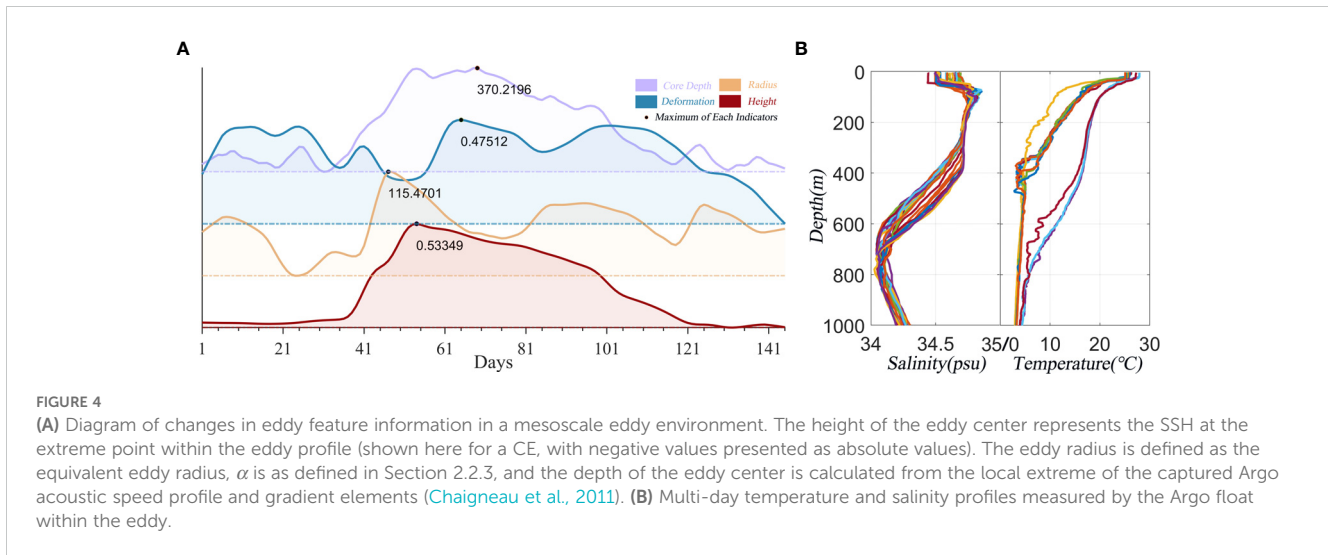 A
Core Depth
Radius
Deformation
Height
Maximum of Each Indicators
370.2196
0.47512
115.4701
0.53349
1 21 41 61 81 101 121 141
Days
B
0
200
400
600
800
1000
Depth(m)
34 34.5 35/0 10 20 30
Salinity(psu) Temperature(°C)
FIGURE 4
(A) Diagram of changes in eddy feature information in a mesoscale eddy environment. The height of the eddy center represents the SSH at the
extreme point within the eddy profile (shown here for a CE, with negative values presented as absolute values). The eddy radius is defined as the
equivalent eddy radius, α is as defined in Section 2.2.3, and the depth of the eddy center is calculated from the local extreme of the captured Argo
acoustic speed profile and gradient elements (Chaigneau et al., 2011). (B) Multi-day temperature and salinity profiles measured by the Argo float
within the eddy.